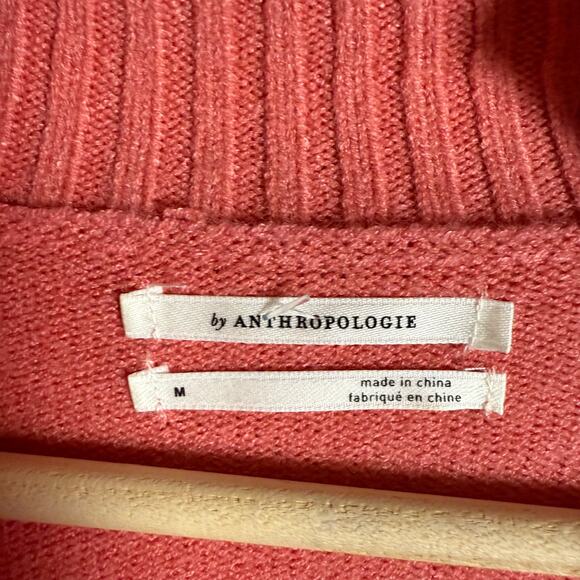 by ANTHROPOLOGIE
M
made in china
fabriqué en chine